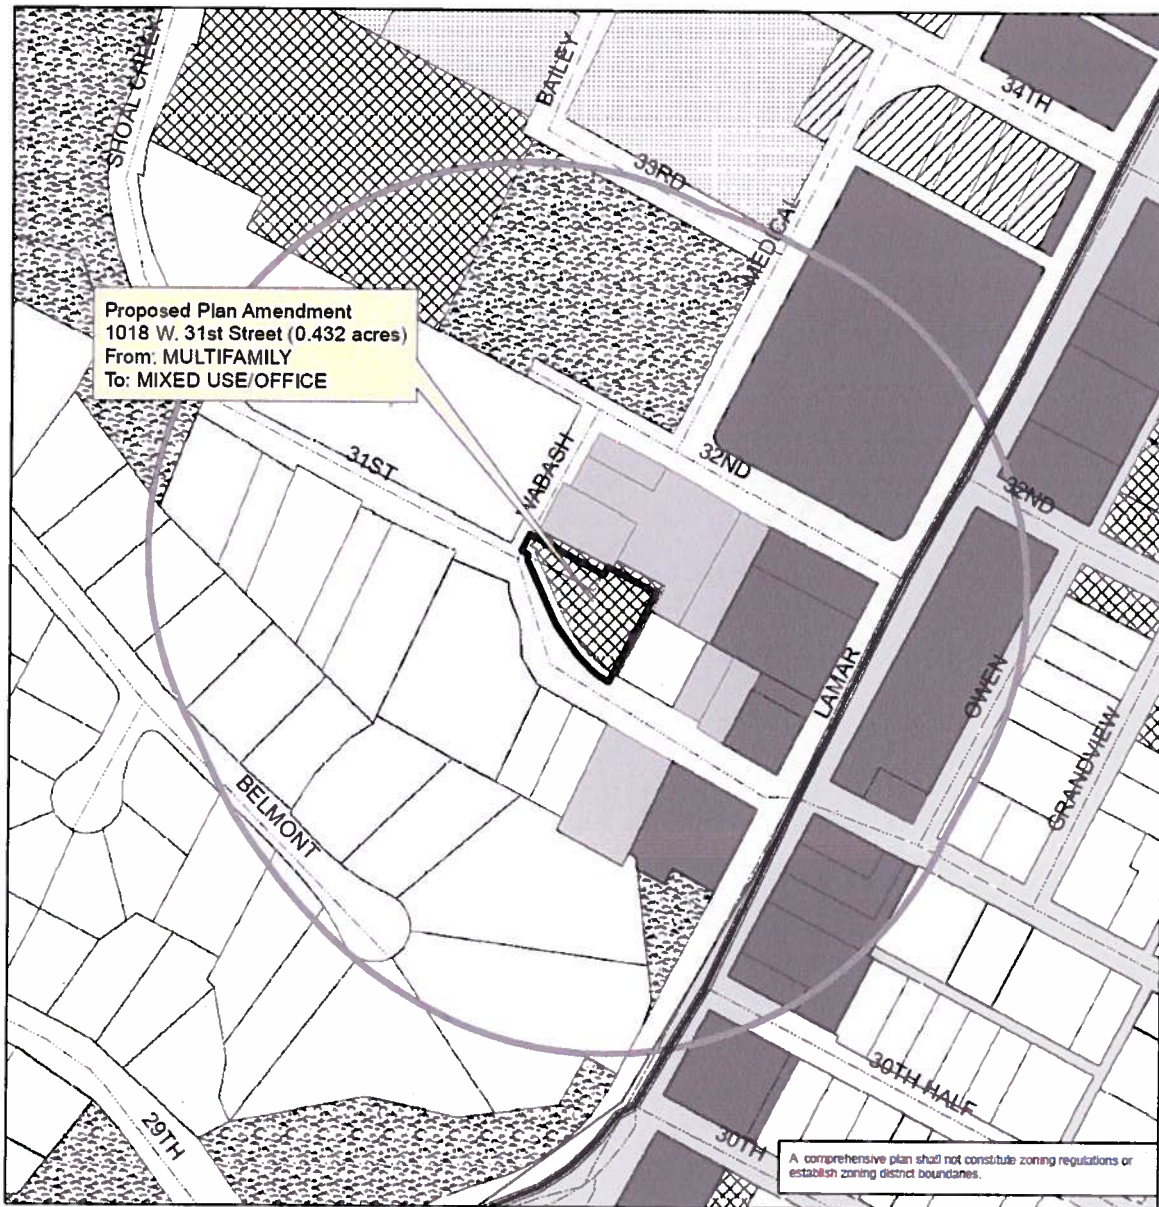 SHOAL CREEK
BAILEY
34TH
33RD
MEDICAL
Proposed Plan Amendment
1018 W. 31st Street (0.432 acres)
From: MULTIFAMILY
To: MIXED USE/OFFICE
31ST
WABASH
32ND
32ND
LAMAR
OWEN
GRANDVIEW
BELMONT
30TH HALF
29TH
30TH
A comprehensive plan shall not constitute zoning regulations or
establish zoning district boundaries.